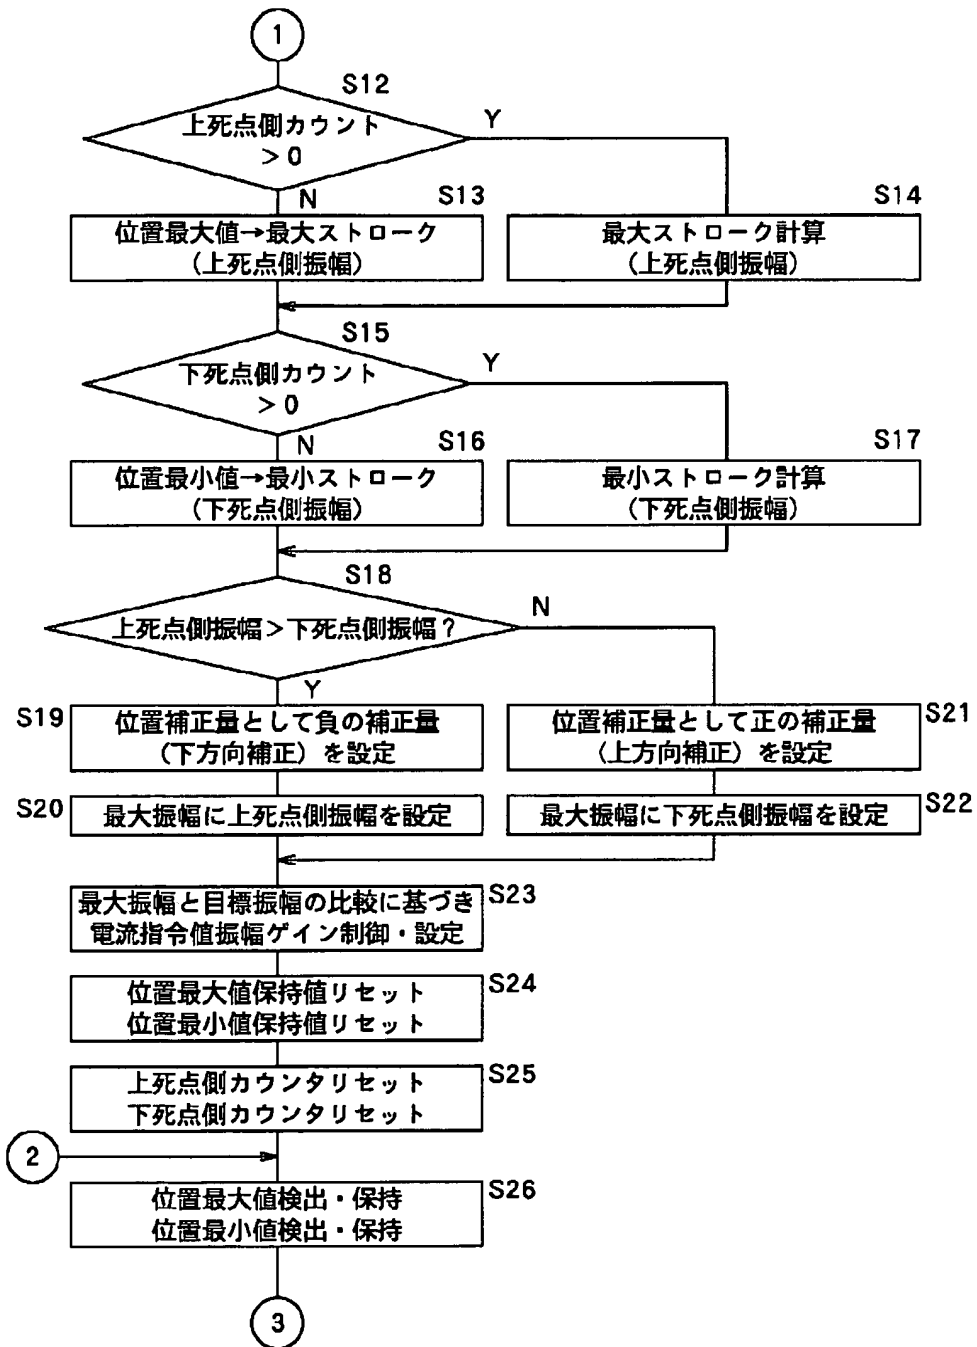 1
S12
上死点側カウント
>0
Y
N
S13
位置最大値→最大ストローク
(上死点側振幅)
S14
最大ストローク計算
(上死点側振幅)
S15
下死点側カウント
>0
Y
N
S16
位置最小値→最小ストローク
(下死点側振幅)
S17
最小ストローク計算
(下死点側振幅)
S18
上死点側振幅>下死点側振幅?
N
Y
S19
位置補正量として負の補正量
(下方向補正)を設定
S21
位置補正量として正の補正量
(上方向補正)を設定
S20
最大振幅に上死点側振幅を設定
S22
最大振幅に下死点側振幅を設定
S23
最大振幅と目標振幅の比較に基づき
電流指令値振幅ゲイン制御・設定
S24
位置最大値保持値リセット
位置最小値保持値リセット
S25
上死点側カウンタリセット
下死点側カウンタリセット
2
S26
位置最大値検出・保持
位置最小値検出・保持
3